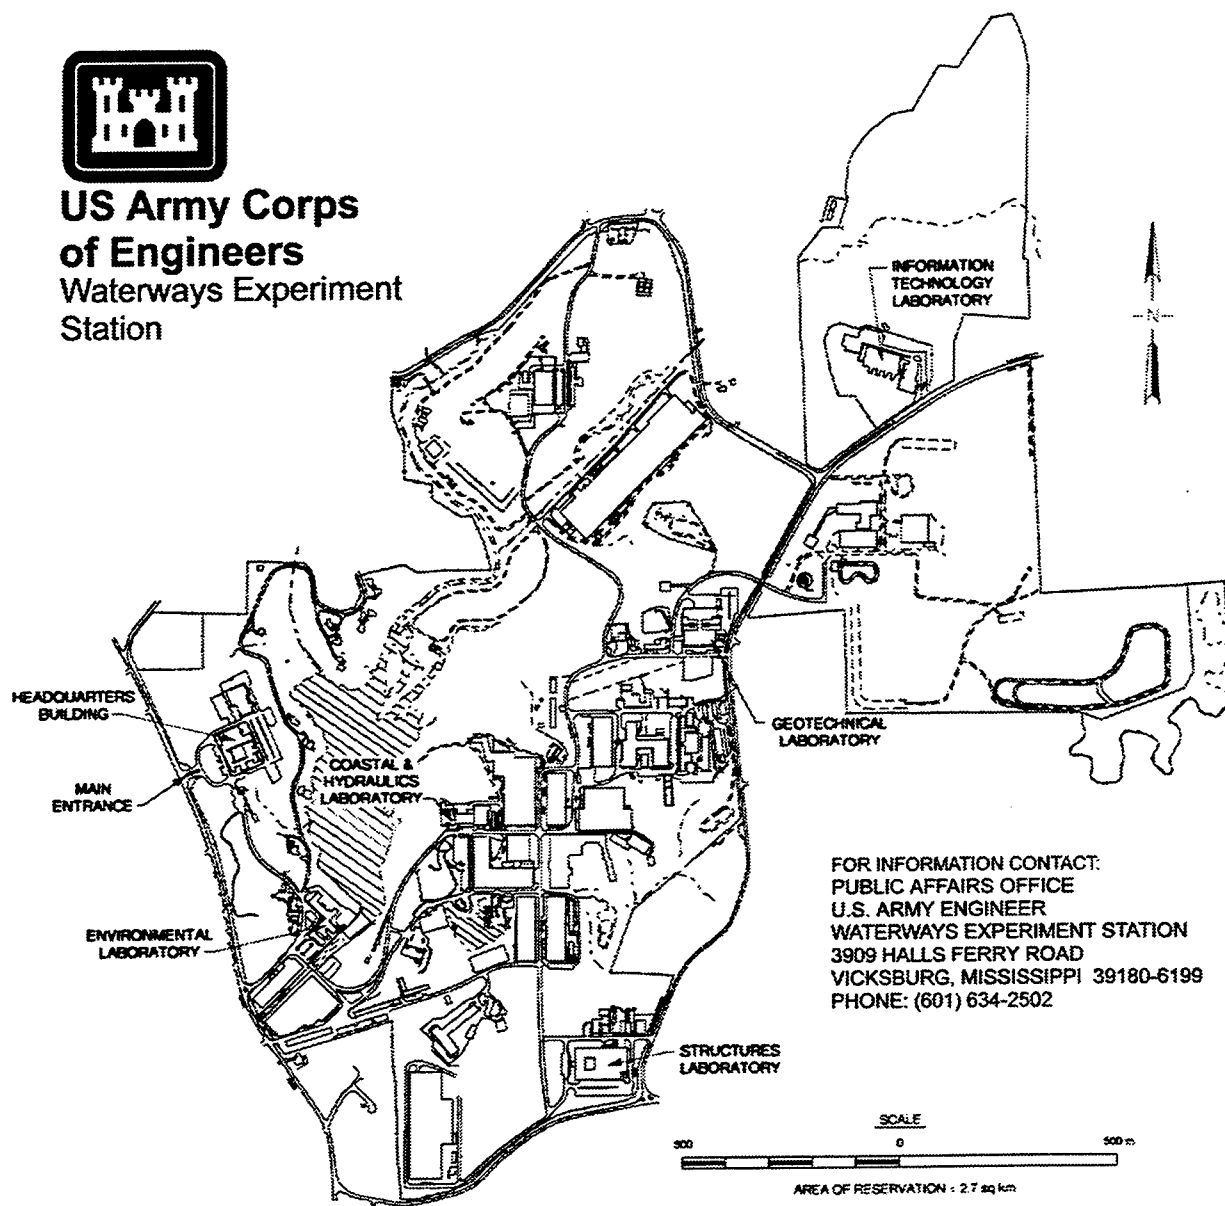 US Army Corps
of Engineers
Waterways Experiment
Station
INFORMATION
TECHNOLOGY
LABORATORY
N
HEADQUARTERS
BUILDING
MAIN
ENTRANCE
COASTAL &
HYDRAULICS
LABORATORY
GEOTECHNICAL
LABORATORY
ENVIRONMENTAL
LABORATORY
STRUCTURES
LABORATORY
FOR INFORMATION CONTACT:
PUBLIC AFFAIRS OFFICE
U.S. ARMY ENGINEER
WATERWAYS EXPERIMENT STATION
3909 HALLS FERRY ROAD
VICKSBURG, MISSISSIPPI 39180-6199
PHONE: (601) 634-2502
SCALE
500 0 500 m
AREA OF RESERVATION = 2.7 sq km